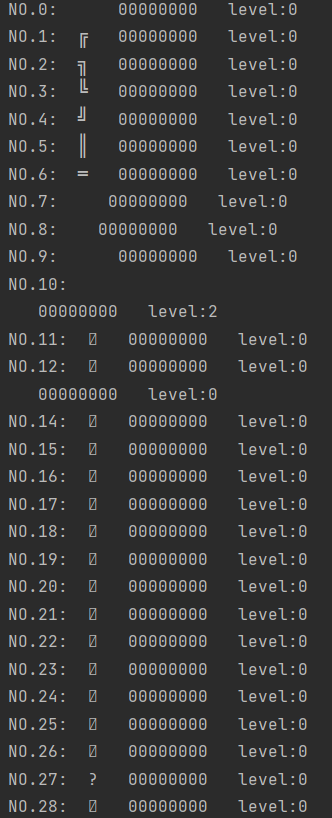 NO.0: 00000000 level:0
NO.1: ╔ 00000000 level:0
NO.2: ╗ 00000000 level:0
NO.3: ╚ 00000000 level:0
NO.4: ╝ 00000000 level:0
NO.5: ║ 00000000 level:0
NO.6: ═ 00000000 level:0
NO.7: 00000000 level:0
NO.8: 00000000 level:0
NO.9: 00000000 level:0
NO.10:
00000000 level:2
NO.11: 00000000 level:0
NO.12: 00000000 level:0
00000000 level:0
NO.14: 00000000 level:0
NO.15: 00000000 level:0
NO.16: 00000000 level:0
NO.17: 00000000 level:0
NO.18: 00000000 level:0
NO.19: 00000000 level:0
NO.20: 00000000 level:0
NO.21: 00000000 level:0
NO.22: 00000000 level:0
NO.23: 00000000 level:0
NO.24: 00000000 level:0
NO.25: 00000000 level:0
NO.26: 00000000 level:0
NO.27: ? 00000000 level:0
NO.28: 00000000 level:0